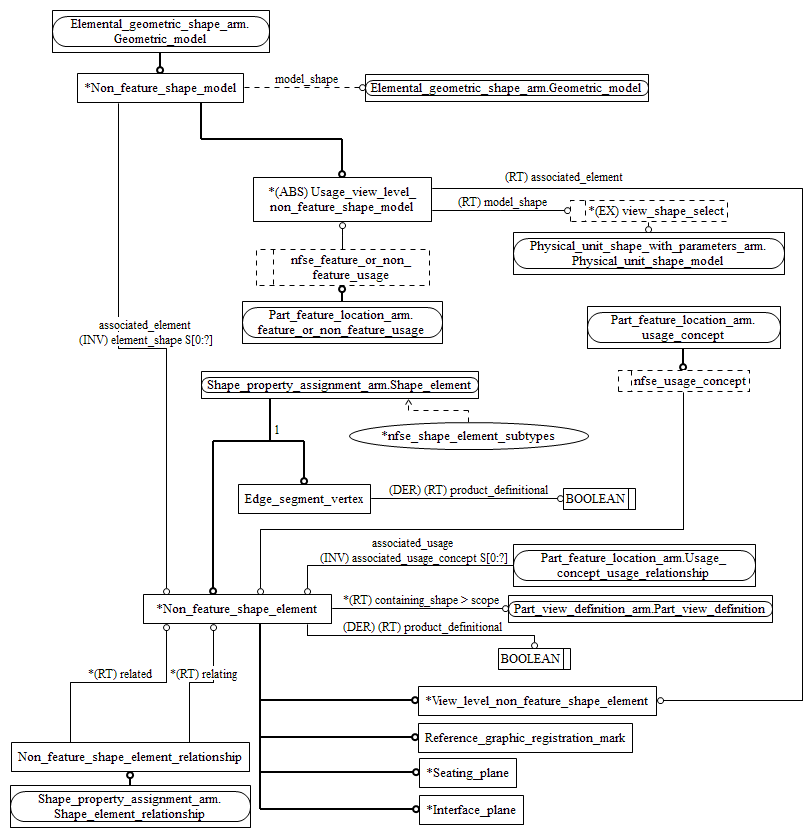 Elemental_geometric_shape_arm.
Geometric_model
*Non_feature_shape_model
model_shape
Elemental_geometric_shape_arm.Geometric_model
(RT) associated_element
*(ABS) Usage_view_level_
non_feature_shape_model
(RT) model_shape
*(EX) view_shape_select
Physical_unit_shape_with_parameters_arm.
Physical_unit_shape_model
nfse_feature_or_non_
feature_usage
Part_feature_location_arm.
feature_or_non_feature_usage
Part_feature_location_arm.
usage_concept
associated_element
(INV) element_shape S[0:?]
nfse_usage_concept
Shape_property_assignment_arm.Shape_element
1
*nfse_shape_element_subtypes
Edge_segment_vertex
(DER) (RT) product_definitional
BOOLEAN
associated_usage
(INV) associated_usage_concept S[0:?]
Part_feature_location_arm.Usage_
concept_usage_relationship
*Non_feature_shape_element
*(RT) containing_shape > scope
Part_view_definition_arm.Part_view_definition
(DER) (RT) product_definitional
BOOLEAN
*(RT) related
*(RT) relating
*View_level_non_feature_shape_element
Reference_graphic_registration_mark
Non_feature_shape_element_relationship
*Seating_plane
Shape_property_assignment_arm.
Shape_element_relationship
*Interface_plane